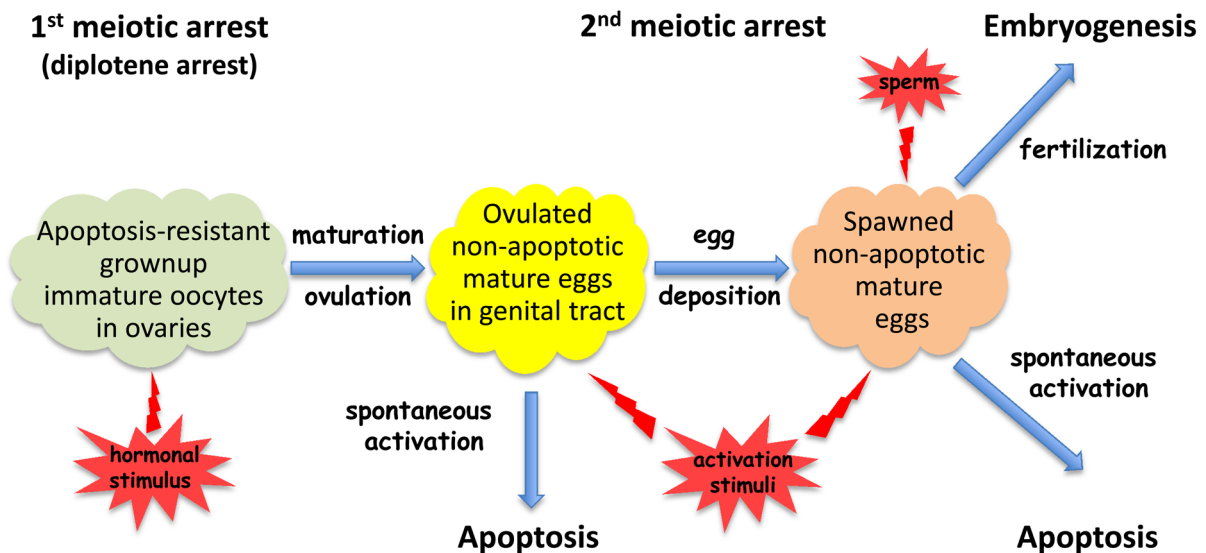 1st meiotic arrest
(diplotene arrest)
2nd meiotic arrest
Embryogenesis
sperm
fertilization
Apoptosis-resistant
grownup
immature oocytes
in ovaries
maturation
ovulation
Ovulated
non-apoptotic
mature eggs
in genital tract
egg
deposition
Spawned
non-apoptotic
mature
eggs
hormonal
stimulus
spontaneous
activation
activation
stimuli
spontaneous
activation
Apoptosis
Apoptosis